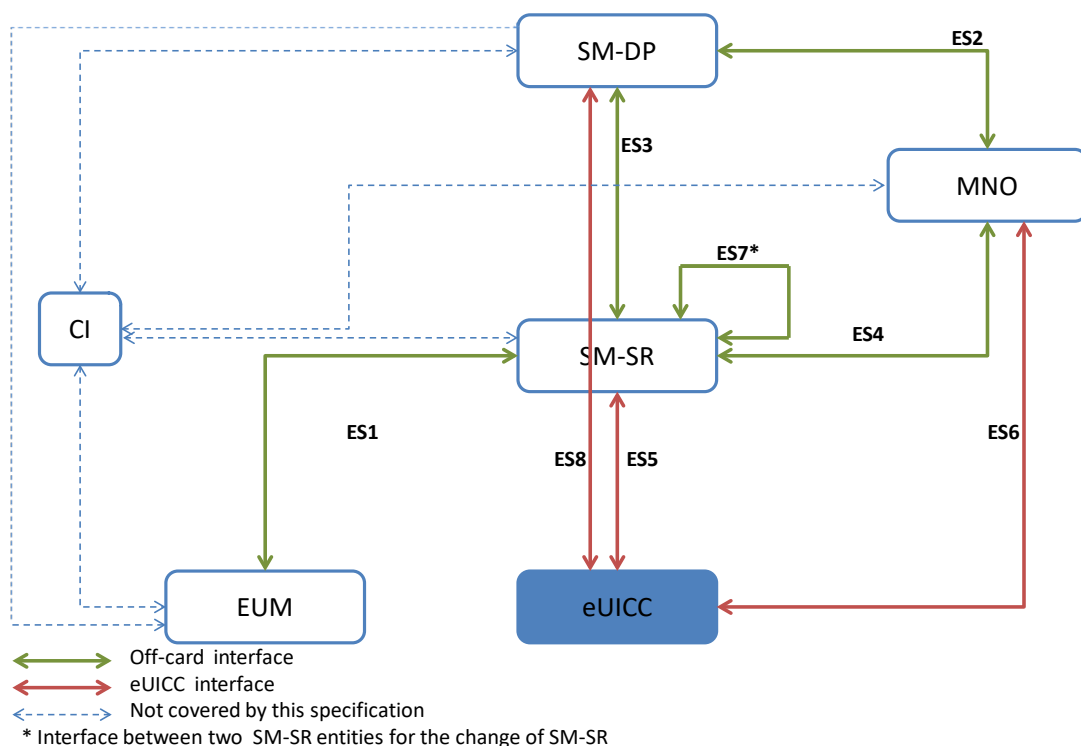 SM-DP
ES2
ES3
MNO
ES7*
CI
SM-SR
ES4
ES1
ES8
ES5
ES6
EUM
eUICC
Off-card interface
eUICC interface
Not covered by this specification
* Interface between two SM-SR entities for the change of SM-SR